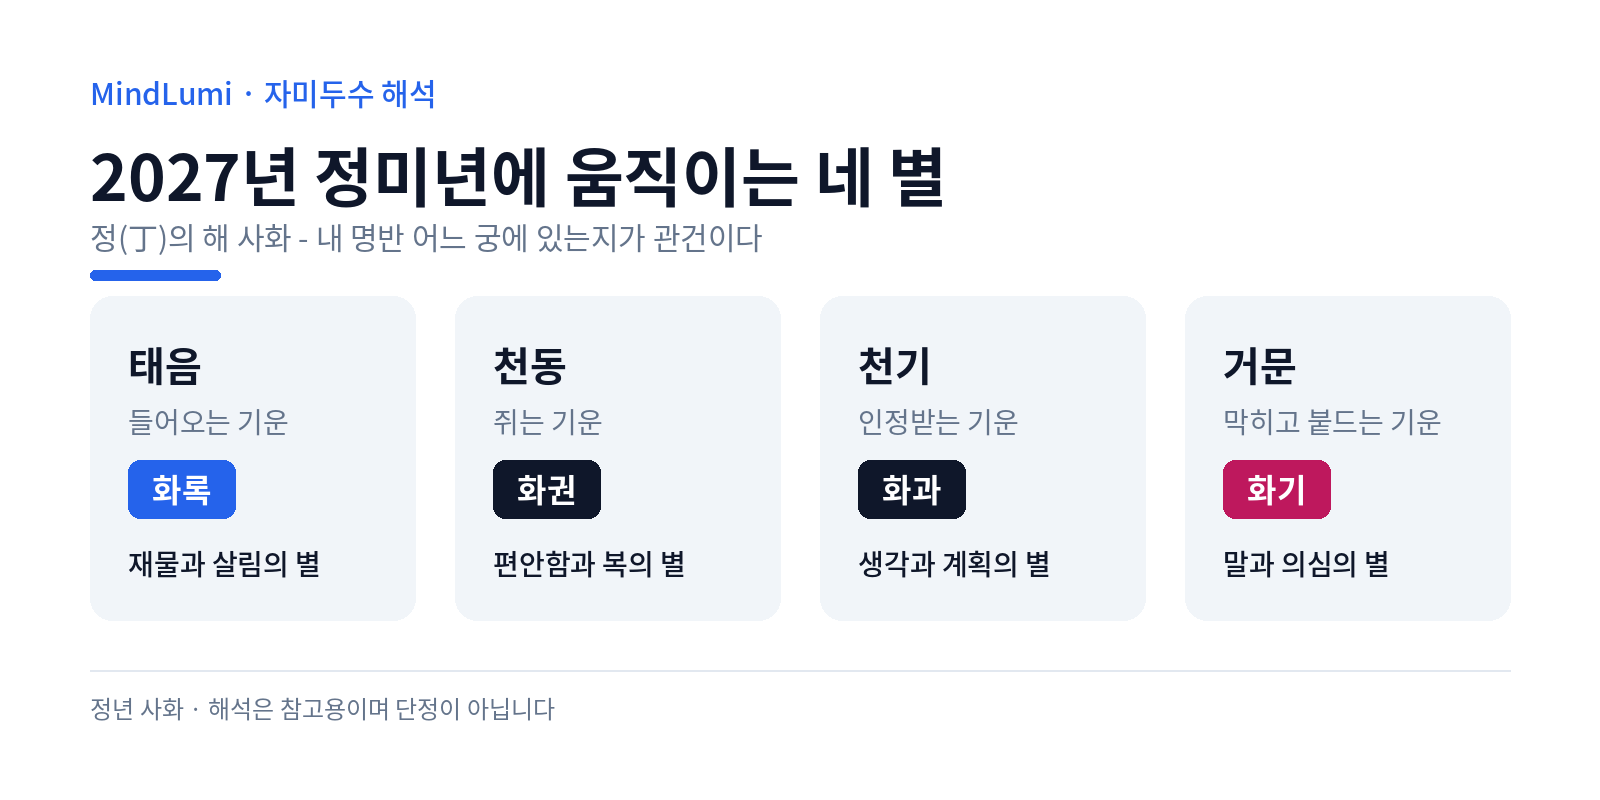 MindLumi · 자미두수 해석
2027년 정미년에 움직이는 네 별
정(丁)의 해 사화 - 내 명반 어느 궁에 있는지가 관건이다
태음
들어오는 기운
화록
재물과 살림의 별
천동
쥐는 기운
화권
편안함과 복의 별
천기
인정받는 기운
화과
생각과 계획의 별
거문
막히고 붙드는 기운
화기
말과 의심의 별
정년 사화 · 해석은 참고용이며 단정이 아닙니다